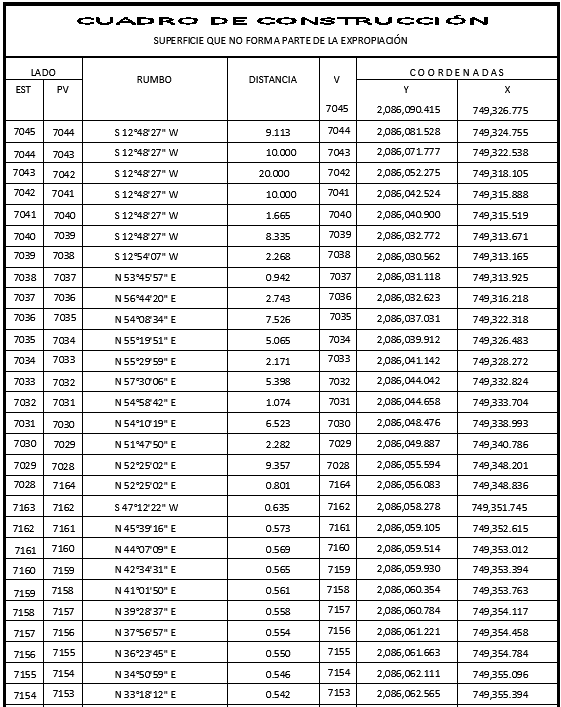 CUADRO DE CONSTRUCCIÓN
SUPERFICIE QUE NO FORMA PARTE DE LA EXPROPIACIÓN
LADO RUMBO DISTANCIA V COORDENADAS
EST PV Y X
7045 2,086,090.415 749,326.775
7045 7044 S 12°48'27" W 9.113 7044 2,086,081.528 749,324.755
7044 7043 S 12°48'27" W 10.000 7043 2,086,071.777 749,322.538
7043 7042 S 12°48'27" W 20.000 7042 2,086,052.275 749,318.105
7042 7041 S 12°48'27" W 10.000 7041 2,086,042.524 749,315.888
7041 7040 S 12°48'27" W 1.665 7040 2,086,040.900 749,315.519
7040 7039 S 12°48'27" W 8.335 7039 2,086,032.772 749,313.671
7039 7038 S 12°54'07" W 2.268 7038 2,086,030.562 749,313.165
7038 7037 N 53°45'57" E 0.942 7037 2,086,031.118 749,313.925
7037 7036 N 56°44'20" E 2.743 7036 2,086,032.623 749,316.218
7036 7035 N 54°08'34" E 7.526 7035 2,086,037.031 749,322.318
7035 7034 N 55°19'51" E 5.065 7034 2,086,039.912 749,326.483
7034 7033 N 55°29'59" E 2.171 7033 2,086,041.142 749,328.272
7033 7032 N 57°30'06" E 5.398 7032 2,086,044.042 749,332.824
7032 7031 N 54°58'42" E 1.074 7031 2,086,044.658 749,333.704
7031 7030 N 54°10'19" E 6.523 7030 2,086,048.476 749,338.993
7030 7029 N 51°47'50" E 2.282 7029 2,086,049.887 749,340.786
7029 7028 N 52°25'02" E 9.357 7028 2,086,055.594 749,348.201
7028 7164 N 52°25'02" E 0.801 7164 2,086,056.083 749,348.836
7163 7162 S 47°12'22" W 0.635 7162 2,086,058.278 749,351.745
7162 7161 N 45°39'16" E 0.573 7161 2,086,059.105 749,352.615
7161 7160 N 44°07'09" E 0.569 7160 2,086,059.514 749,353.012
7160 7159 N 42°34'31" E 0.565 7159 2,086,059.930 749,353.394
7159 7158 N 41°01'50" E 0.561 7158 2,086,060.354 749,353.763
7158 7157 N 39°28'37" E 0.558 7157 2,086,060.784 749,354.117
7157 7156 N 37°56'57" E 0.554 7156 2,086,061.221 749,354.458
7156 7155 N 36°23'45" E 0.550 7155 2,086,061.663 749,354.784
7155 7154 N 34°50'59" E 0.546 7154 2,086,062.111 749,355.096
7154 7153 N 33°18'12" E 0.542 7153 2,086,062.565 749,355.394